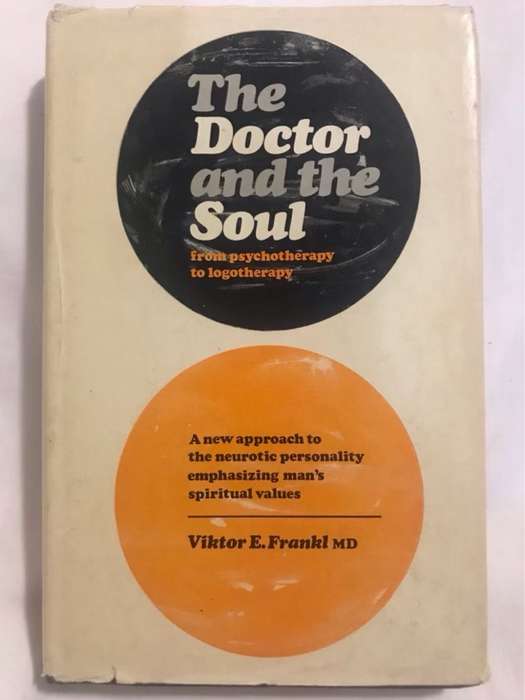 The
Doctor
and the
Soul
from psychotherapy
to logotherapy
A new approach to
the neurotic personality
emphasizing man's
spiritual values
Viktor E. Frankl MD